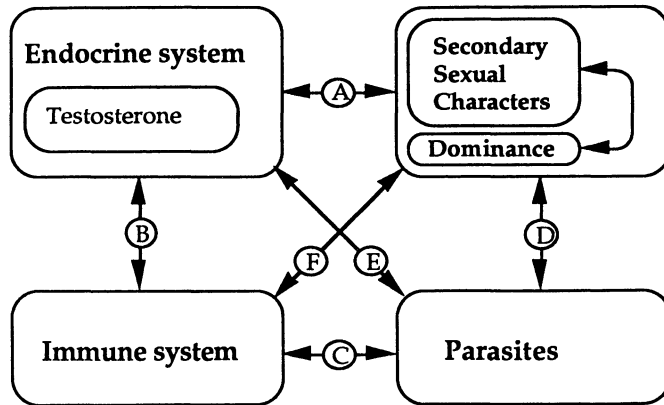 Endocrine system
Testosterone
Secondary
Sexual
Characters
Dominance
A
B
F
E
D
Immune system
C
Parasites